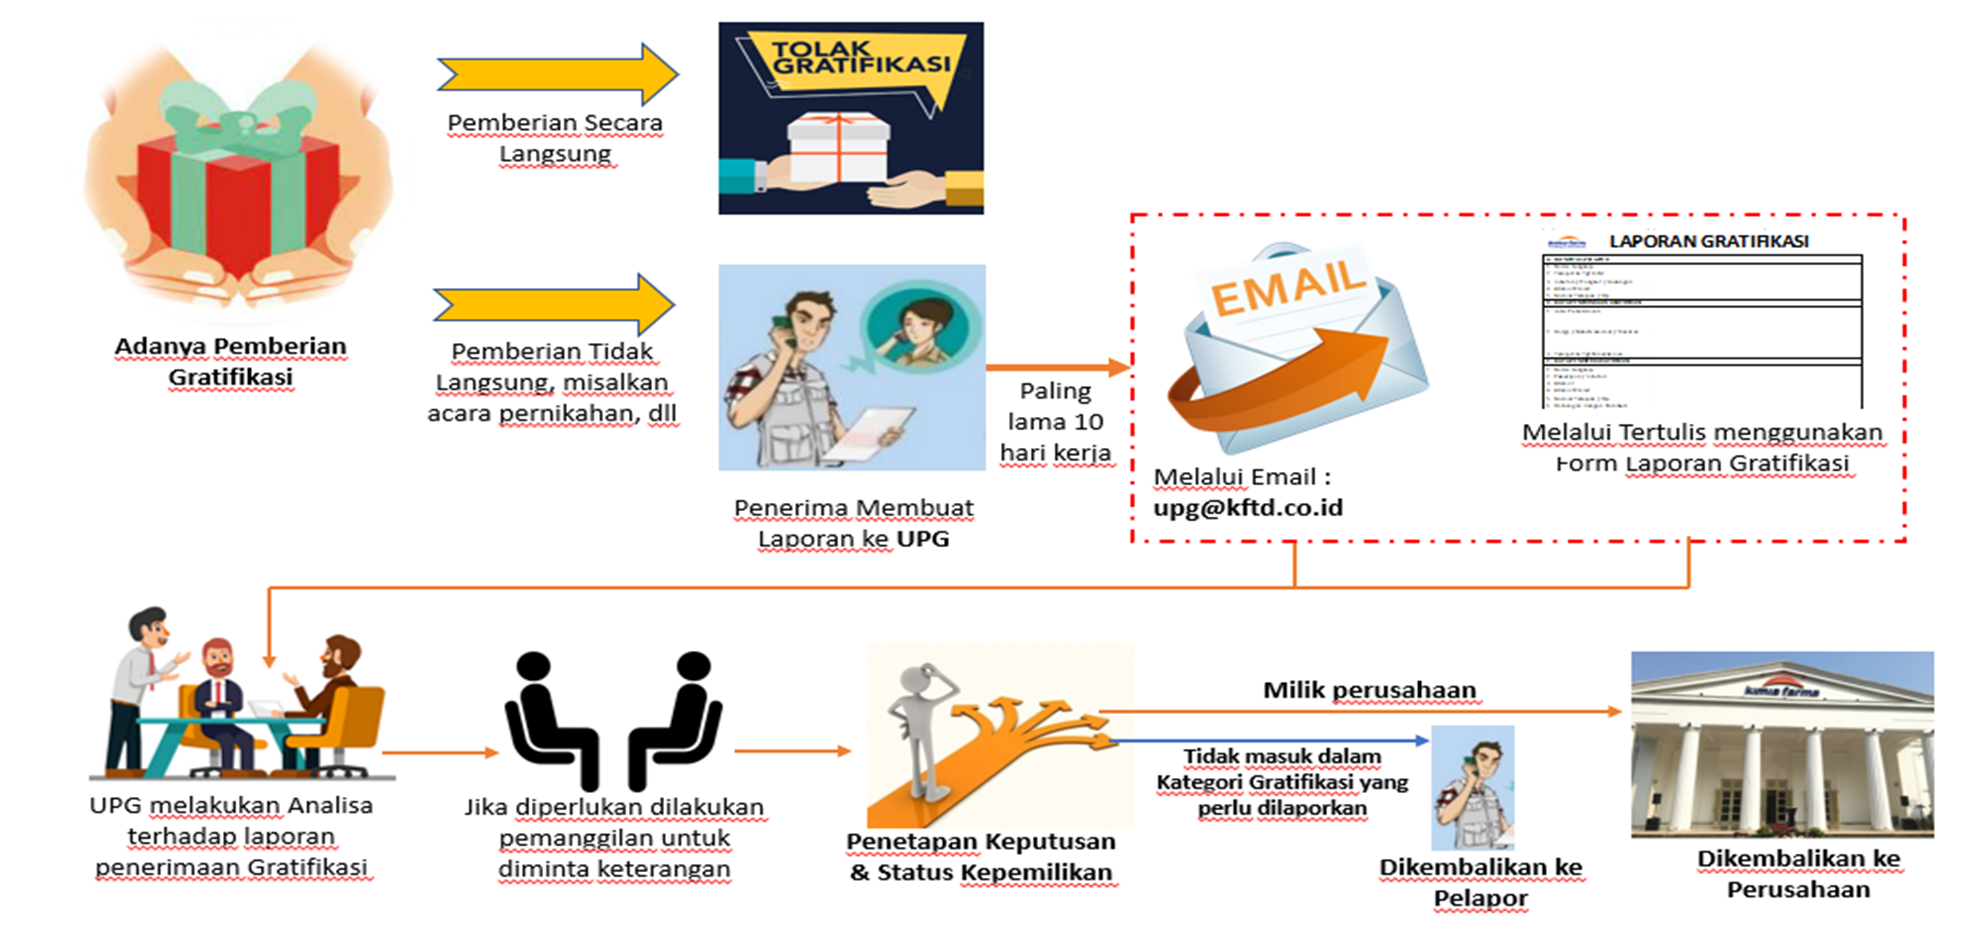 TOLAK
GRATIFIKASI
Pemberian Secara
Langsung
Adanya Pemberian
Gratifikasi
Pemberian Tidak
Langsung, misalkan
acara pernikahan, dll
Penerima Membuat
Laporan ke UPG
Paling
lama 10
hari kerja
EMAIL
Melalui Email :
upg@kftd.co.id
LAPORAN GRATIFIKASI
Melalui Tertulis menggunakan
Form Laporan Gratifikasi
UPG melakukan Analisa
terhadap laporan
penerimaan Gratifikasi
Jika diperlukan dilakukan
pemanggilan untuk
diminta keterangan
Penetapan Keputusan
& Status Kepemilikan
Milik perusahaan
Tidak masuk dalam
Kategori Gratifikasi yang
perlu dilaporkan
Dikembalikan ke
Pelapor
kimia farma
Dikembalikan ke
Perusahaan